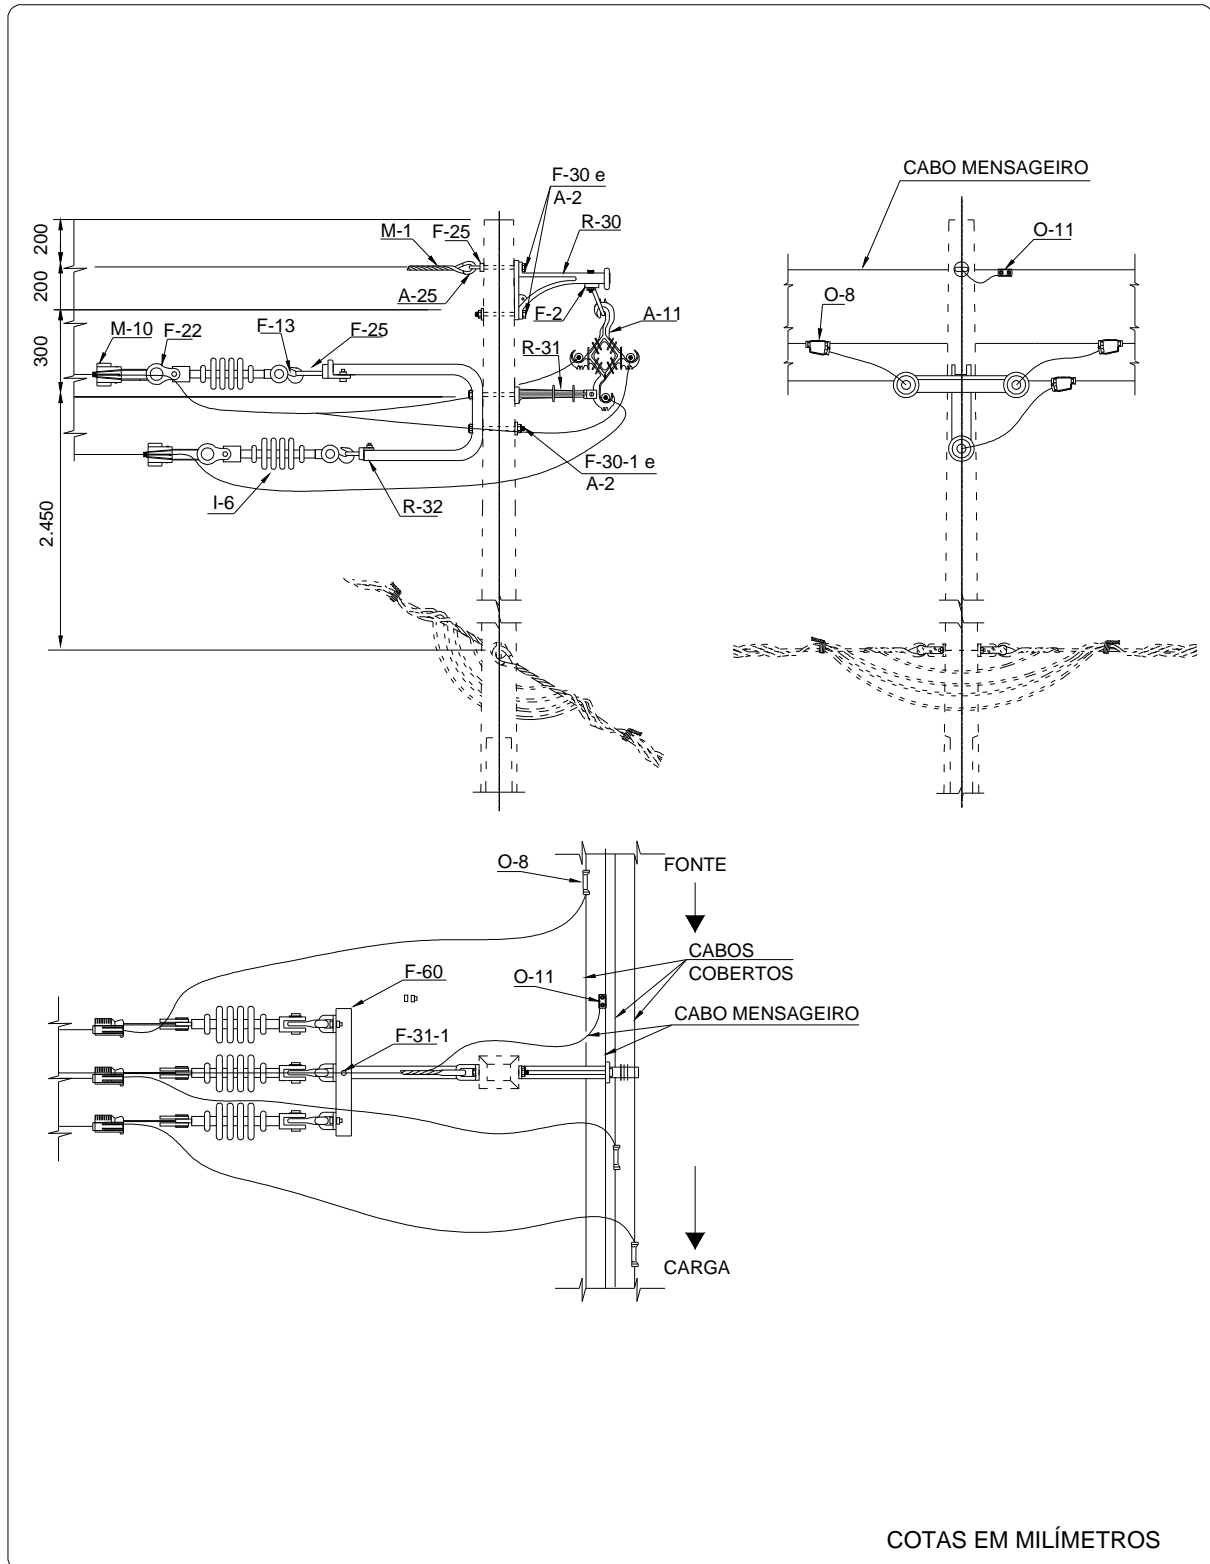 CABO MENSAGEIRO
F-30 e
A-2
R-30
M-1
F-25
O-11
200
200
300
2.450
A-25
F-2
A-11
O-8
M-10
F-22
F-13
F-25
R-31
F-30-1 e
A-2
I-6
R-32
O-8
FONTE
CABOS
COBERTOS
F-60
O-11
CABO MENSAGEIRO
F-31-1
CARGA
COTAS EM MILÍMETROS